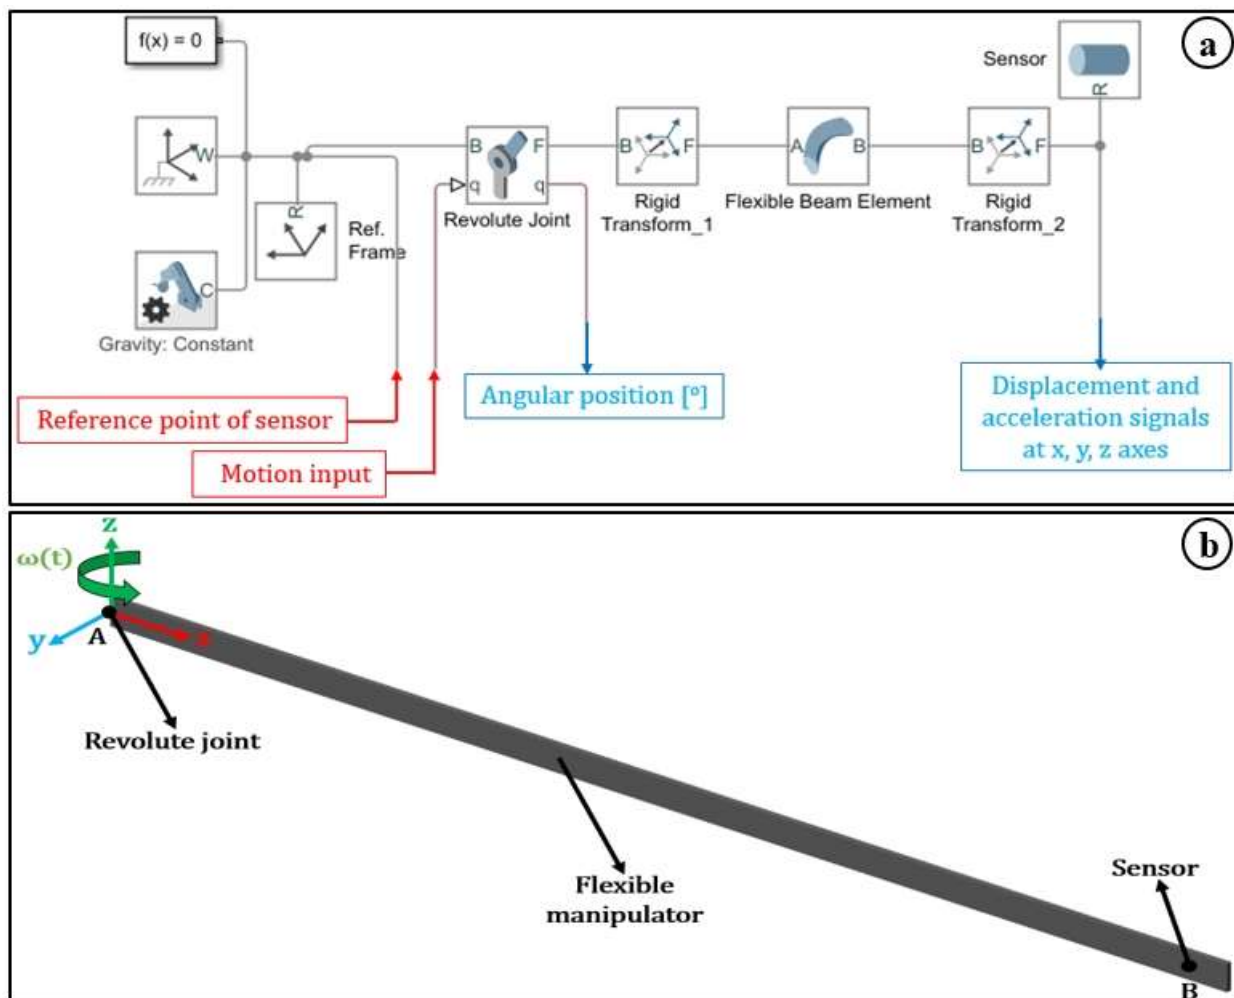 f(x) = 0
a
Sensor
R
W
B
F
q
q
B
F
A
B
B
F
R
Ref.
Frame
Revolute Joint
Rigid
Transform_1
Flexible Beam Element
Rigid
Transform_2
C
Gravity: Constant
Reference point of sensor
Motion input
Angular position [º]
Displacement and
acceleration signals
at x, y, z axes
b
z
ω(t)
y
A
x
Revolute joint
Flexible
manipulator
Sensor
B